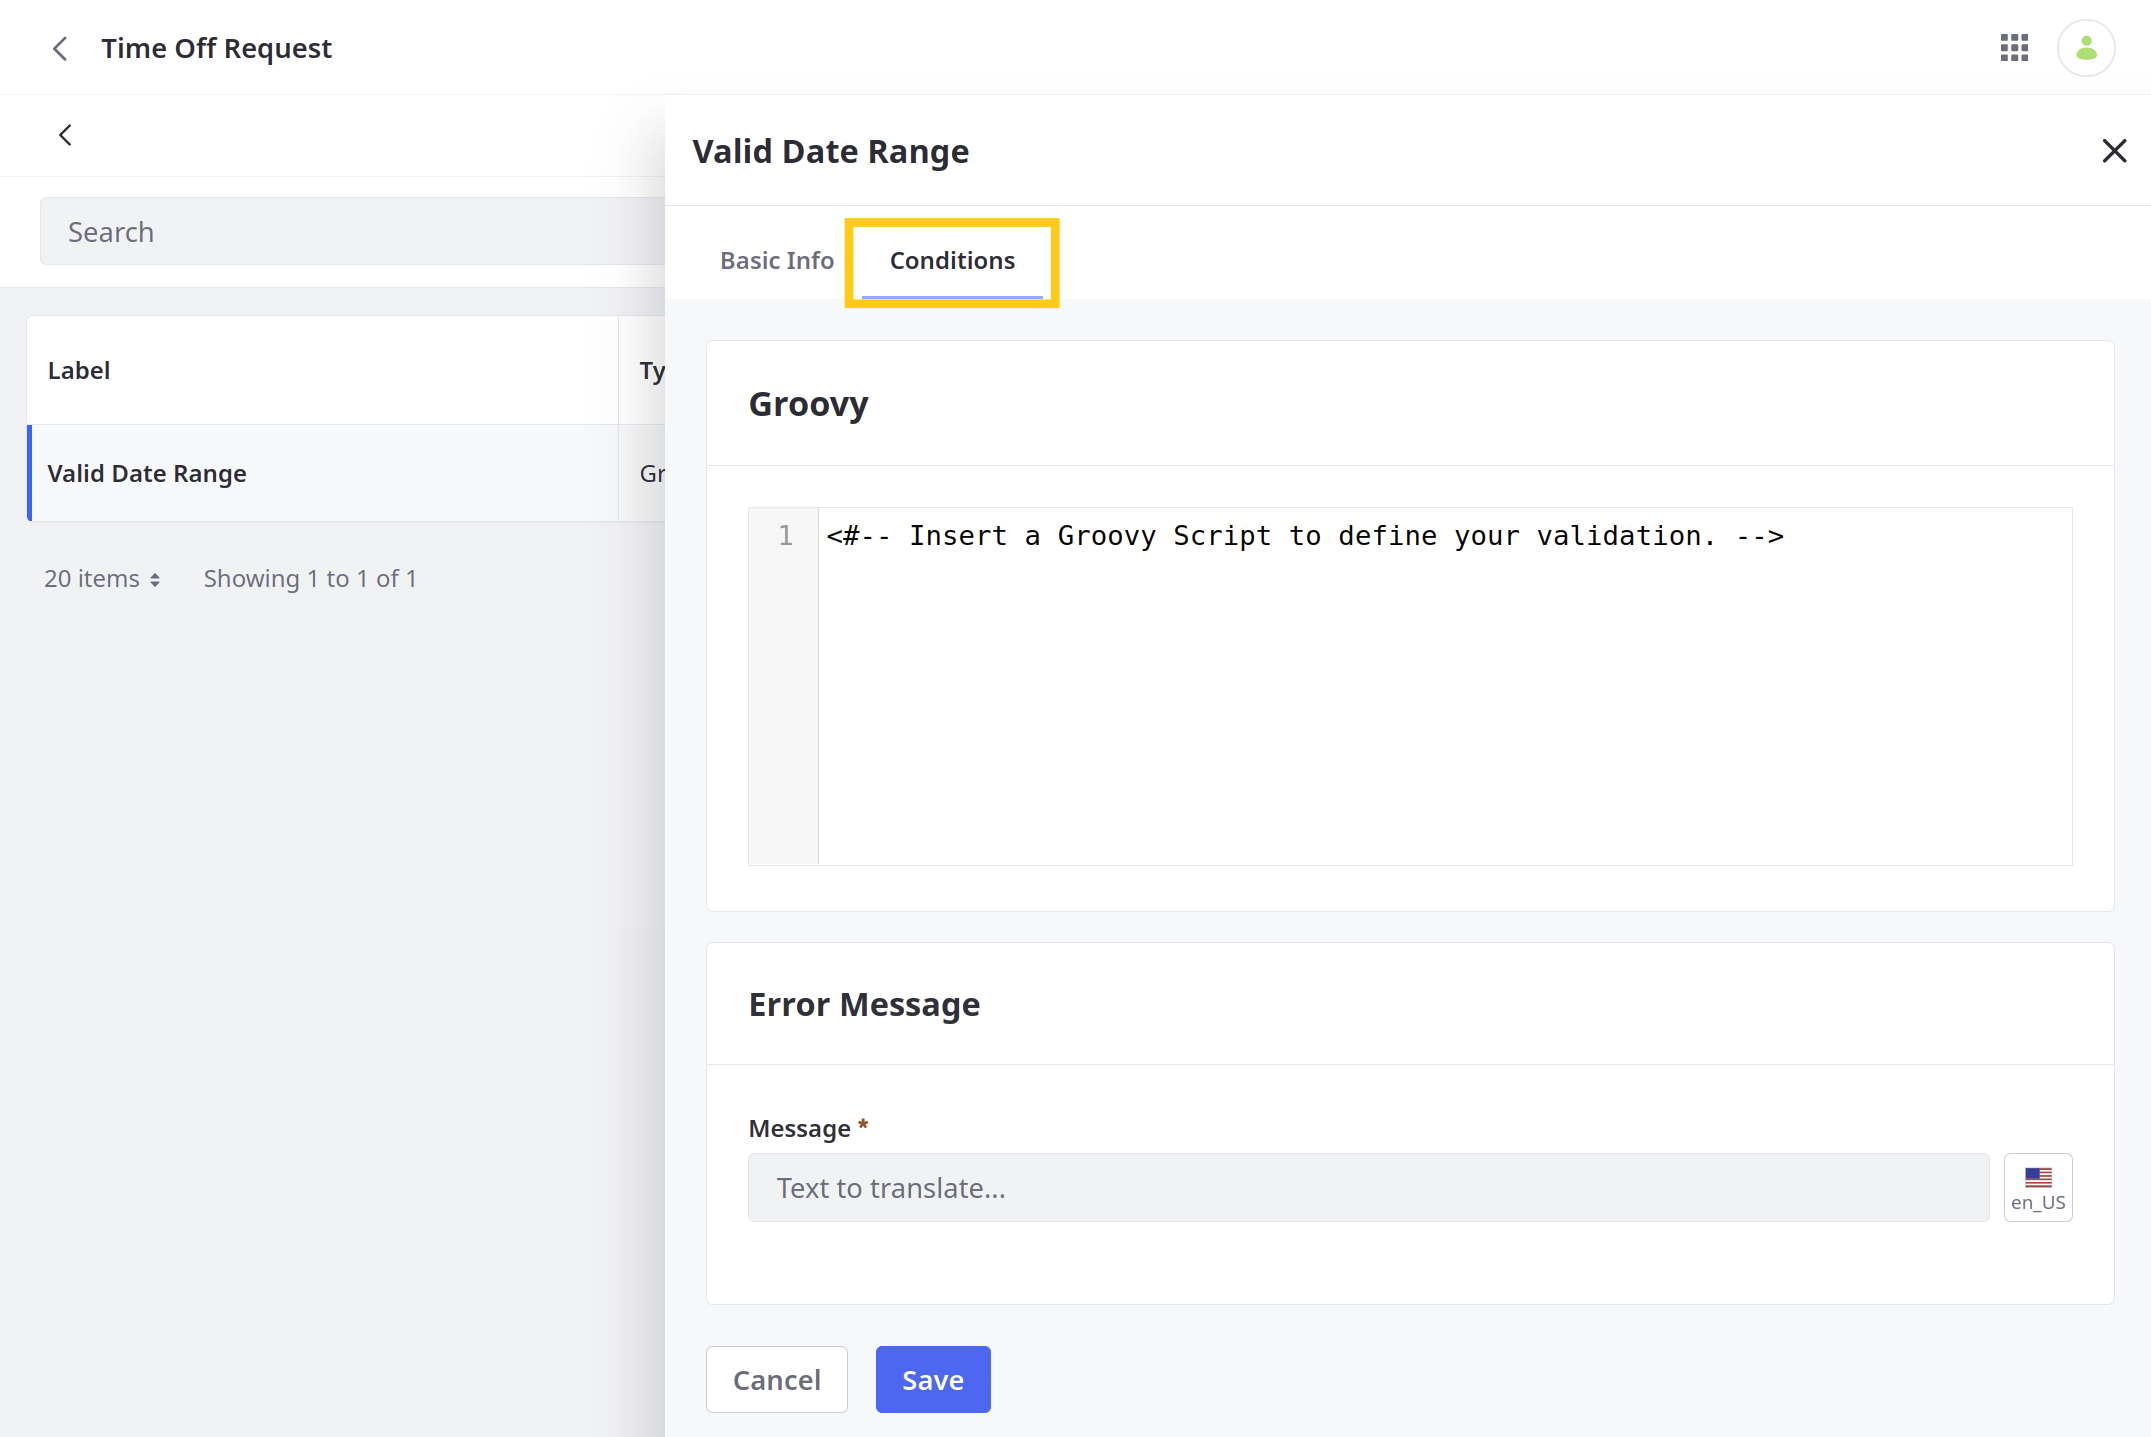 Time Off Request
Valid Date Range
Search
Basic Info
Conditions
Label
Ty
Groovy
Valid Date Range
Gr
1
<#-- Insert a Groovy Script to define your validation. -->
20 items
Showing 1 to 1 of 1
Error Message
Message *
Text to translate...
en_US
Cancel
Save